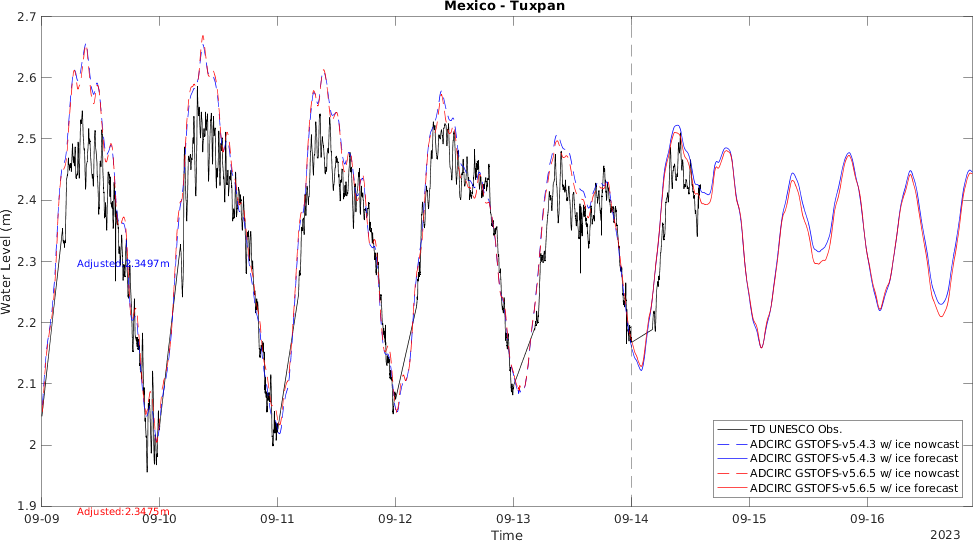 Mexico - Tuxpan
2.7
2.6
2.5
2.4
2.3
2.2
2.1
2
1.9
Water Level (m)
Adjusted:2.3497m
Adjusted:2.3475m
TD UNESCO Obs.
ADCIRC GSTOFS-v5.4.3 w/ ice nowcast
ADCIRC GSTOFS-v5.4.3 w/ ice forecast
ADCIRC GSTOFS-v5.6.5 w/ ice nowcast
ADCIRC GSTOFS-v5.6.5 w/ ice forecast
09-09 09-10 09-11 09-12 09-13 09-14 09-15 09-16
Time
2023